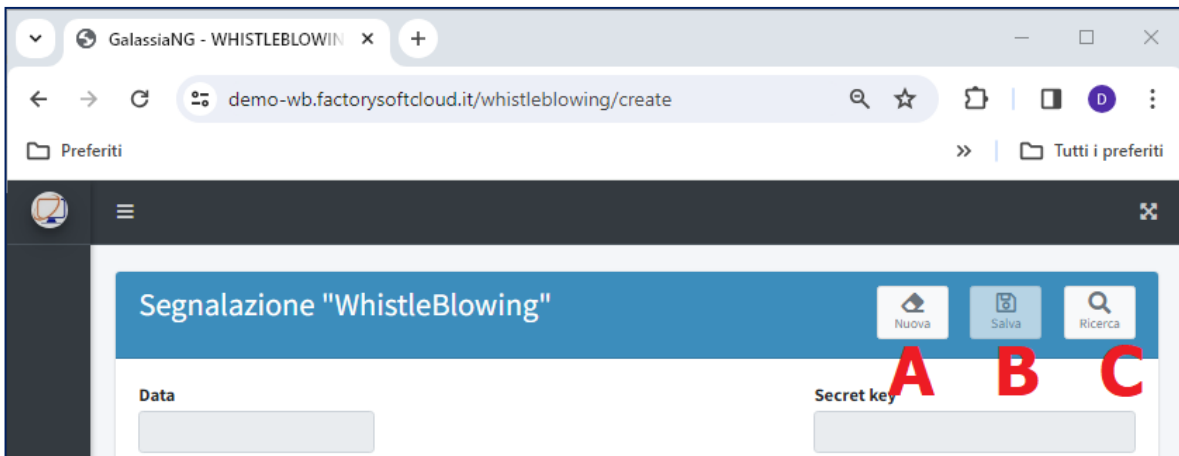 GalassiaNG - WHISTLEBLOWIN
demo-wb.factorysoftcloud.it/whistleblowing/create
D
Preferiti
Tutti i preferiti
Segnalazione "WhistleBlowing"
Nuova
Salva
Ricerca
A
B
C
Data
Secret key